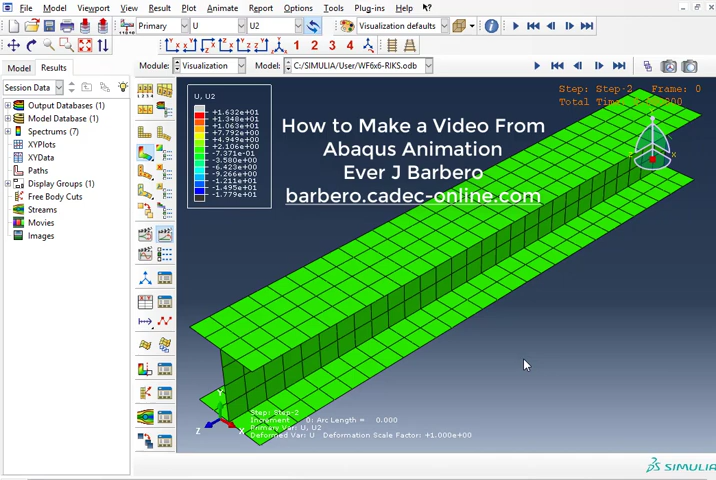 File Model Viewport View Result Plot Animate Report Options Tools Plug-ins Help
Primary U U2 Visualization defaults
1 2 3 4
Model Results Module: Visualization Model: C:/SIMULIA/User/WF6x6-RIKS.odb
Session Data
Output Databases (1)
Model Database (1)
Spectrums (7)
XYPlots
XYData
Paths
Display Groups (1)
Free Body Cuts
Streams
Movies
Images
U, U2
+1.632e+01
+1.348e+01
+1.063e+01
+7.792e+00
+4.949e+00
+2.106e+00
-7.371e-01
-3.580e+00
-6.423e+00
-9.266e+00
-1.211e+01
-1.495e+01
-1.779e+01
Step: Step-2 Frame: 0
Total Time:
How to Make a Video From
Abaqus Animation
Ever J Barbero
barbero.cadec-online.com
X
Y
Z X
Step: Step-2
Increment 0: Arc Length = 0.000
Primary Var: U, U2
Deformed Var: U Deformation Scale Factor: +1.000e+00
SIMULIA